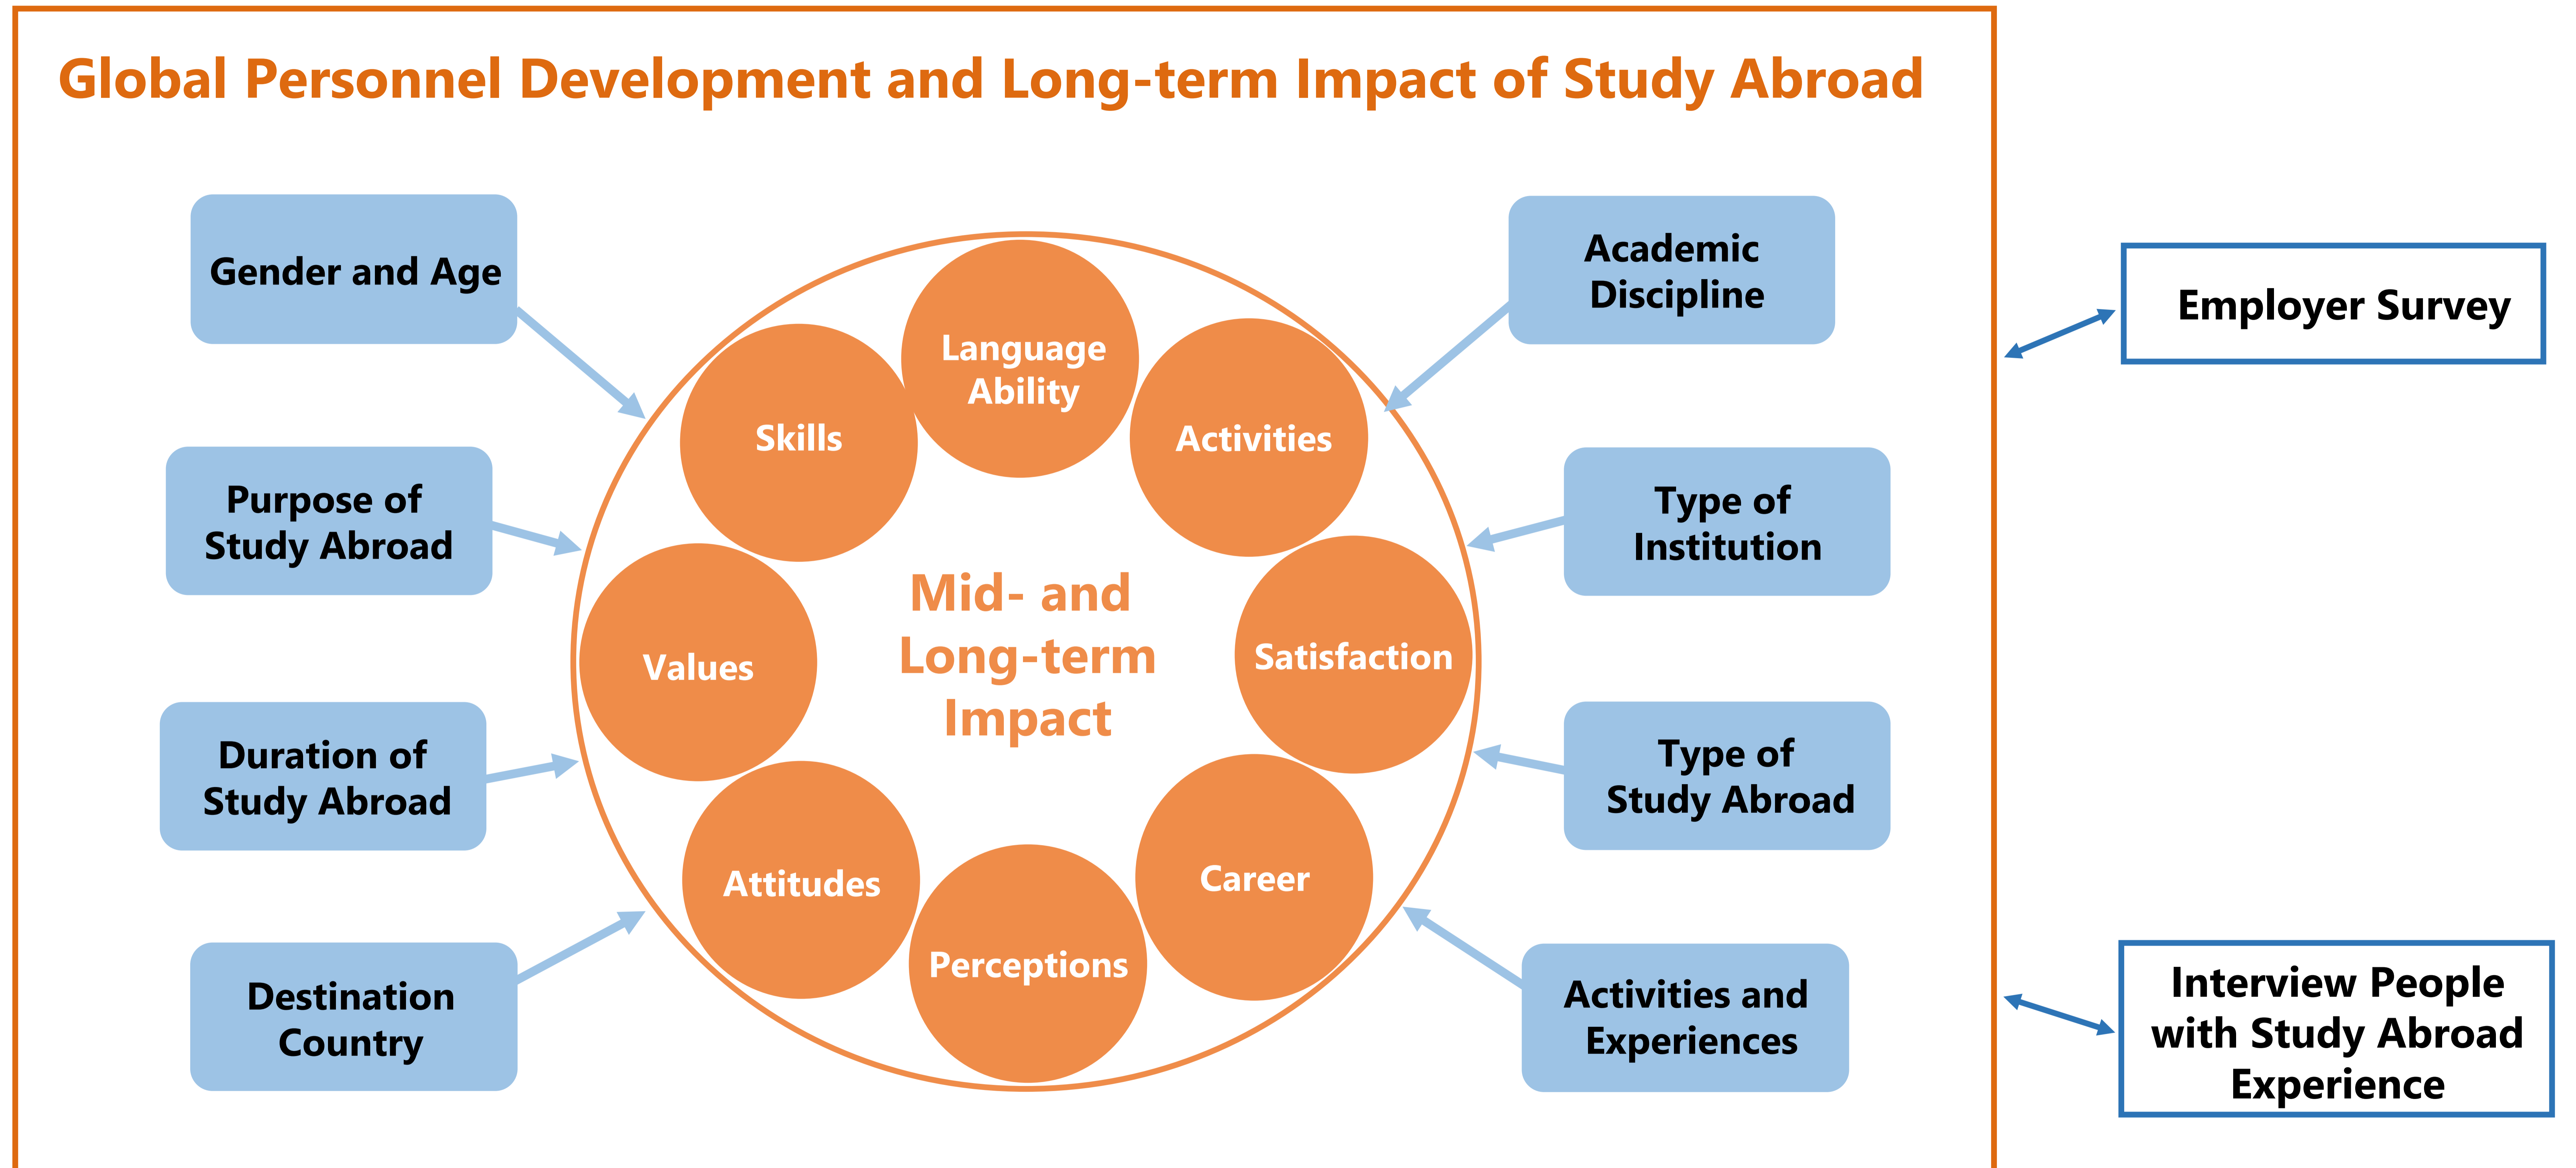 Global Personnel Development and Long-term Impact of Study Abroad
Gender and Age
Purpose of
Study Abroad
Duration of
Study Abroad
Destination
Country
Language
Ability
Skills
Activities
Values
Satisfaction
Attitudes
Career
Perceptions
Mid- and
Long-term
Impact
Academic
Discipline
Type of
Institution
Type of
Study Abroad
Activities and
Experiences
Employer Survey
Interview People
with Study Abroad
Experience